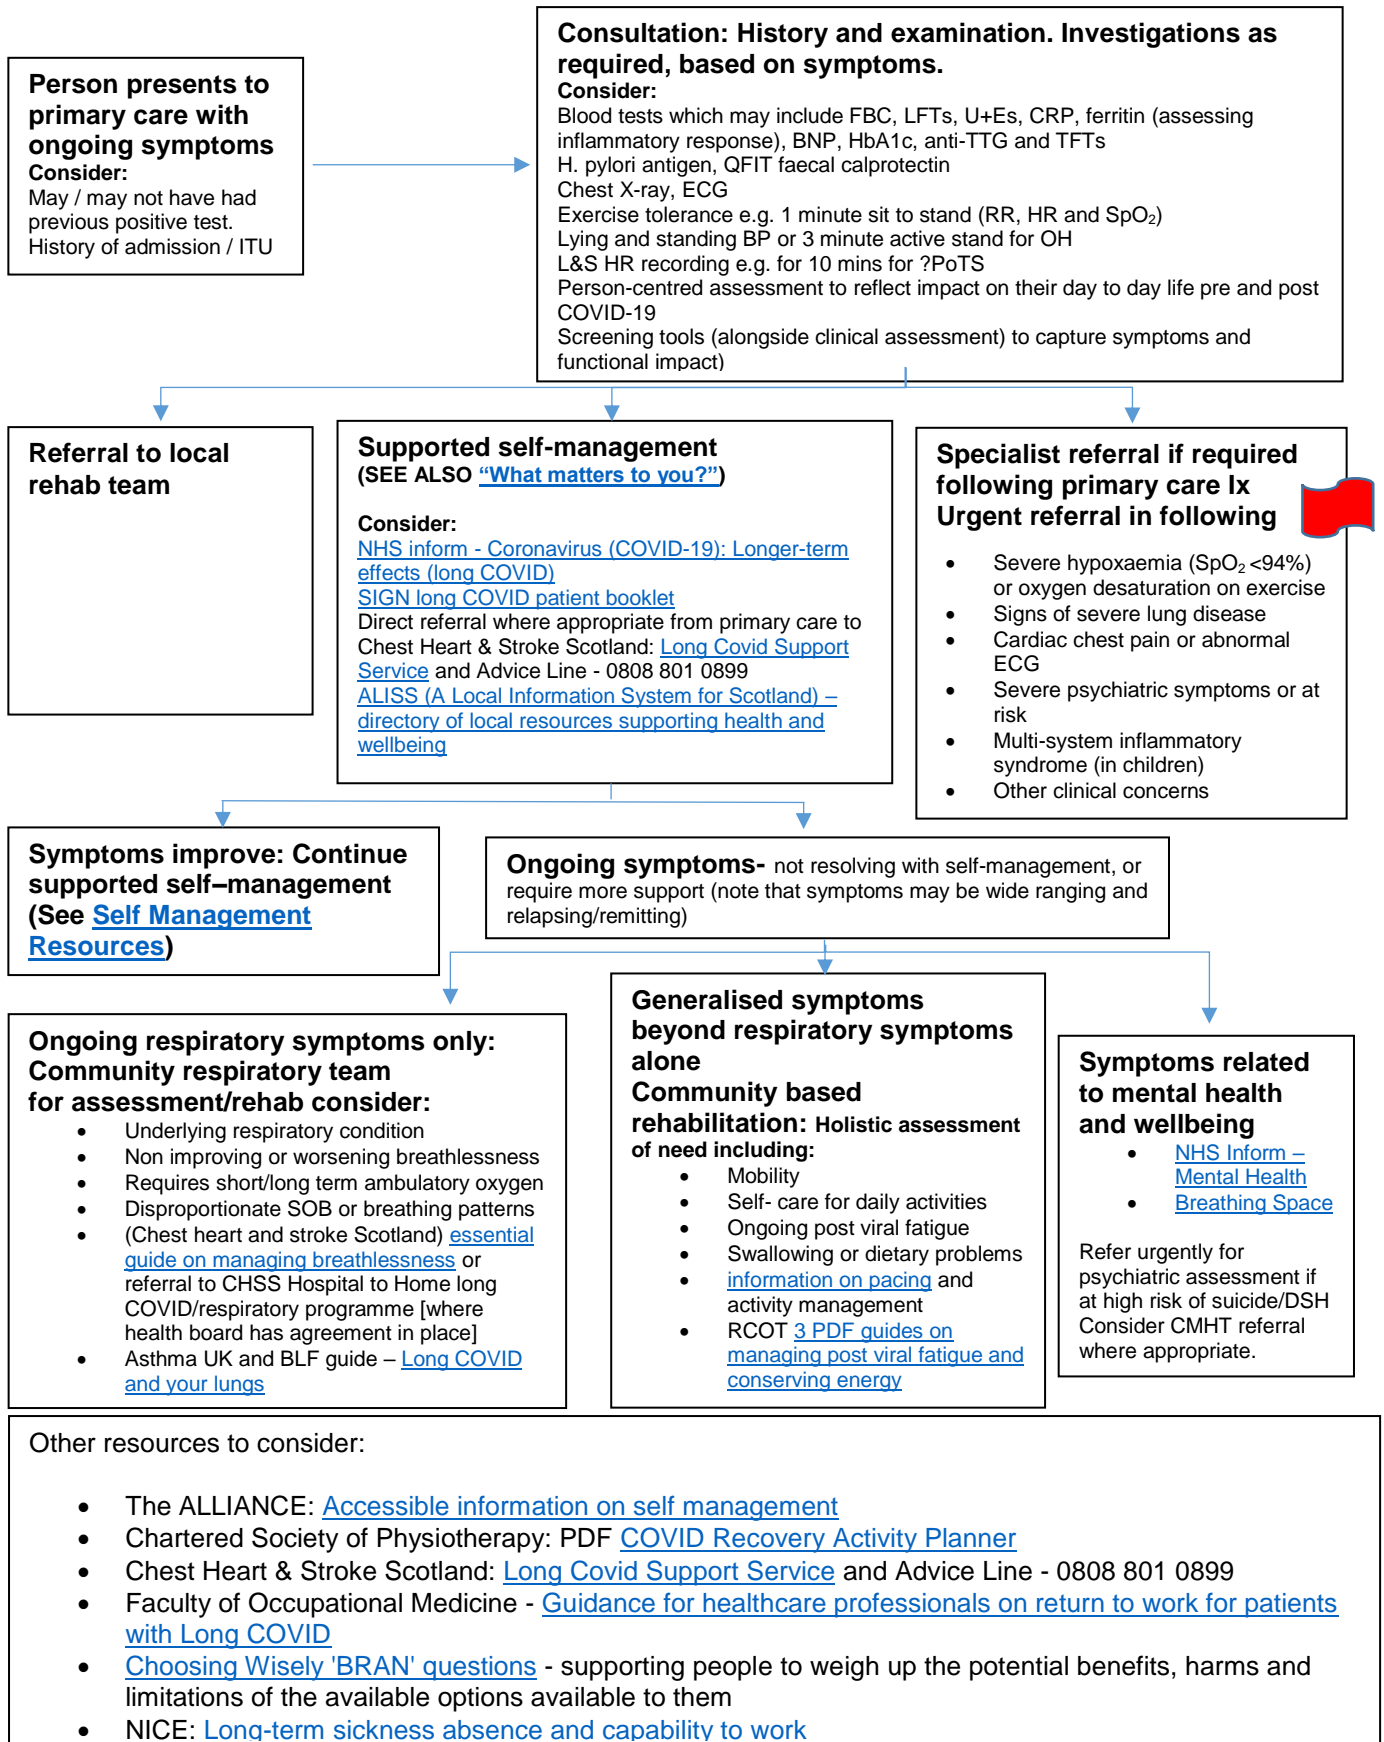 Person presents to
primary care with
ongoing symptoms
Consider:
May / may not have had
previous positive test.
History of admission / ITU
Consultation: History and examination. Investigations as
required, based on symptoms.
Consider:
Blood tests which may include FBC, LFTs, U+Es, CRP, ferritin (assessing
inflammatory response), BNP, HbA1c, anti-TTG and TFTs
H. pylori antigen, QFIT faecal calprotectin
Chest X-ray, ECG
Exercise tolerance e.g. 1 minute sit to stand (RR, HR and SpO₂)
Lying and standing BP or 3 minute active stand for OH
L&S HR recording e.g. for 10 mins for ?PoTS
Person-centred assessment to reflect impact on their day to day life pre and post
COVID-19
Screening tools (alongside clinical assessment) to capture symptoms and
functional impact)
Referral to local
rehab team
Supported self-management
(SEE ALSO “What matters to you?”)
Consider:
NHS inform - Coronavirus (COVID-19): Longer-term
effects (long COVID)
SIGN long COVID patient booklet
Direct referral where appropriate from primary care to
Chest Heart & Stroke Scotland: Long Covid Support
Service and Advice Line - 0808 801 0899
ALISS (A Local Information System for Scotland) –
directory of local resources supporting health and
wellbeing
Specialist referral if required
following primary care Ix
Urgent referral in following
• Severe hypoxaemia (SpO₂ <94%)
or oxygen desaturation on exercise
• Signs of severe lung disease
• Cardiac chest pain or abnormal
ECG
• Severe psychiatric symptoms or at
risk
• Multi-system inflammatory
syndrome (in children)
• Other clinical concerns
Symptoms improve: Continue
supported self–management
(See Self Management
Resources)
Ongoing symptoms- not resolving with self-management, or
require more support (note that symptoms may be wide ranging and
relapsing/remitting)
Ongoing respiratory symptoms only:
Community respiratory team
for assessment/rehab consider:
• Underlying respiratory condition
• Non improving or worsening breathlessness
• Requires short/long term ambulatory oxygen
• Disproportionate SOB or breathing patterns
• (Chest heart and stroke Scotland) essential
guide on managing breathlessness or
referral to CHSS Hospital to Home long
COVID/respiratory programme [where
health board has agreement in place]
• Asthma UK and BLF guide – Long COVID
and your lungs
Generalised symptoms
beyond respiratory symptoms
alone
Community based
rehabilitation: Holistic assessment
of need including:
• Mobility
• Self- care for daily activities
• Ongoing post viral fatigue
• Swallowing or dietary problems
• information on pacing and
activity management
• RCOT 3 PDF guides on
managing post viral fatigue and
conserving energy
Symptoms related
to mental health
and wellbeing
• NHS Inform –
Mental Health
• Breathing Space
Refer urgently for
psychiatric assessment if
at high risk of suicide/DSH
Consider CMHT referral
where appropriate.
Other resources to consider:
• The ALLIANCE: Accessible information on self management
• Chartered Society of Physiotherapy: PDF COVID Recovery Activity Planner
• Chest Heart & Stroke Scotland: Long Covid Support Service and Advice Line - 0808 801 0899
• Faculty of Occupational Medicine - Guidance for healthcare professionals on return to work for patients
with Long COVID
• Choosing Wisely 'BRAN' questions - supporting people to weigh up the potential benefits, harms and
limitations of the available options available to them
• NICE: Long-term sickness absence and capability to work